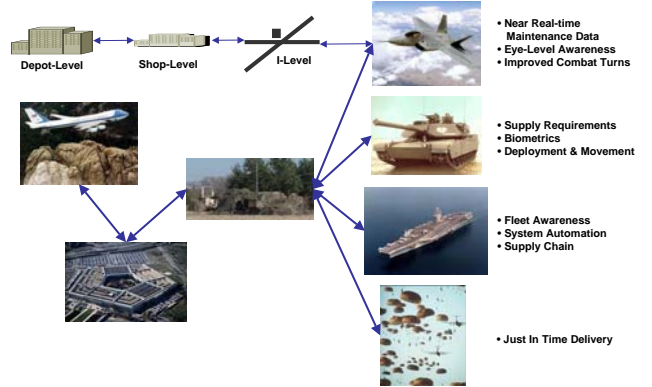 Depot-Level
Shop-Level
I-Level
• Near Real-time
Maintenance Data
• Eye-Level Awareness
• Improved Combat Turns
• Supply Requirements
• Biometrics
• Deployment & Movement
• Fleet Awareness
• System Automation
• Supply Chain
• Just In Time Delivery